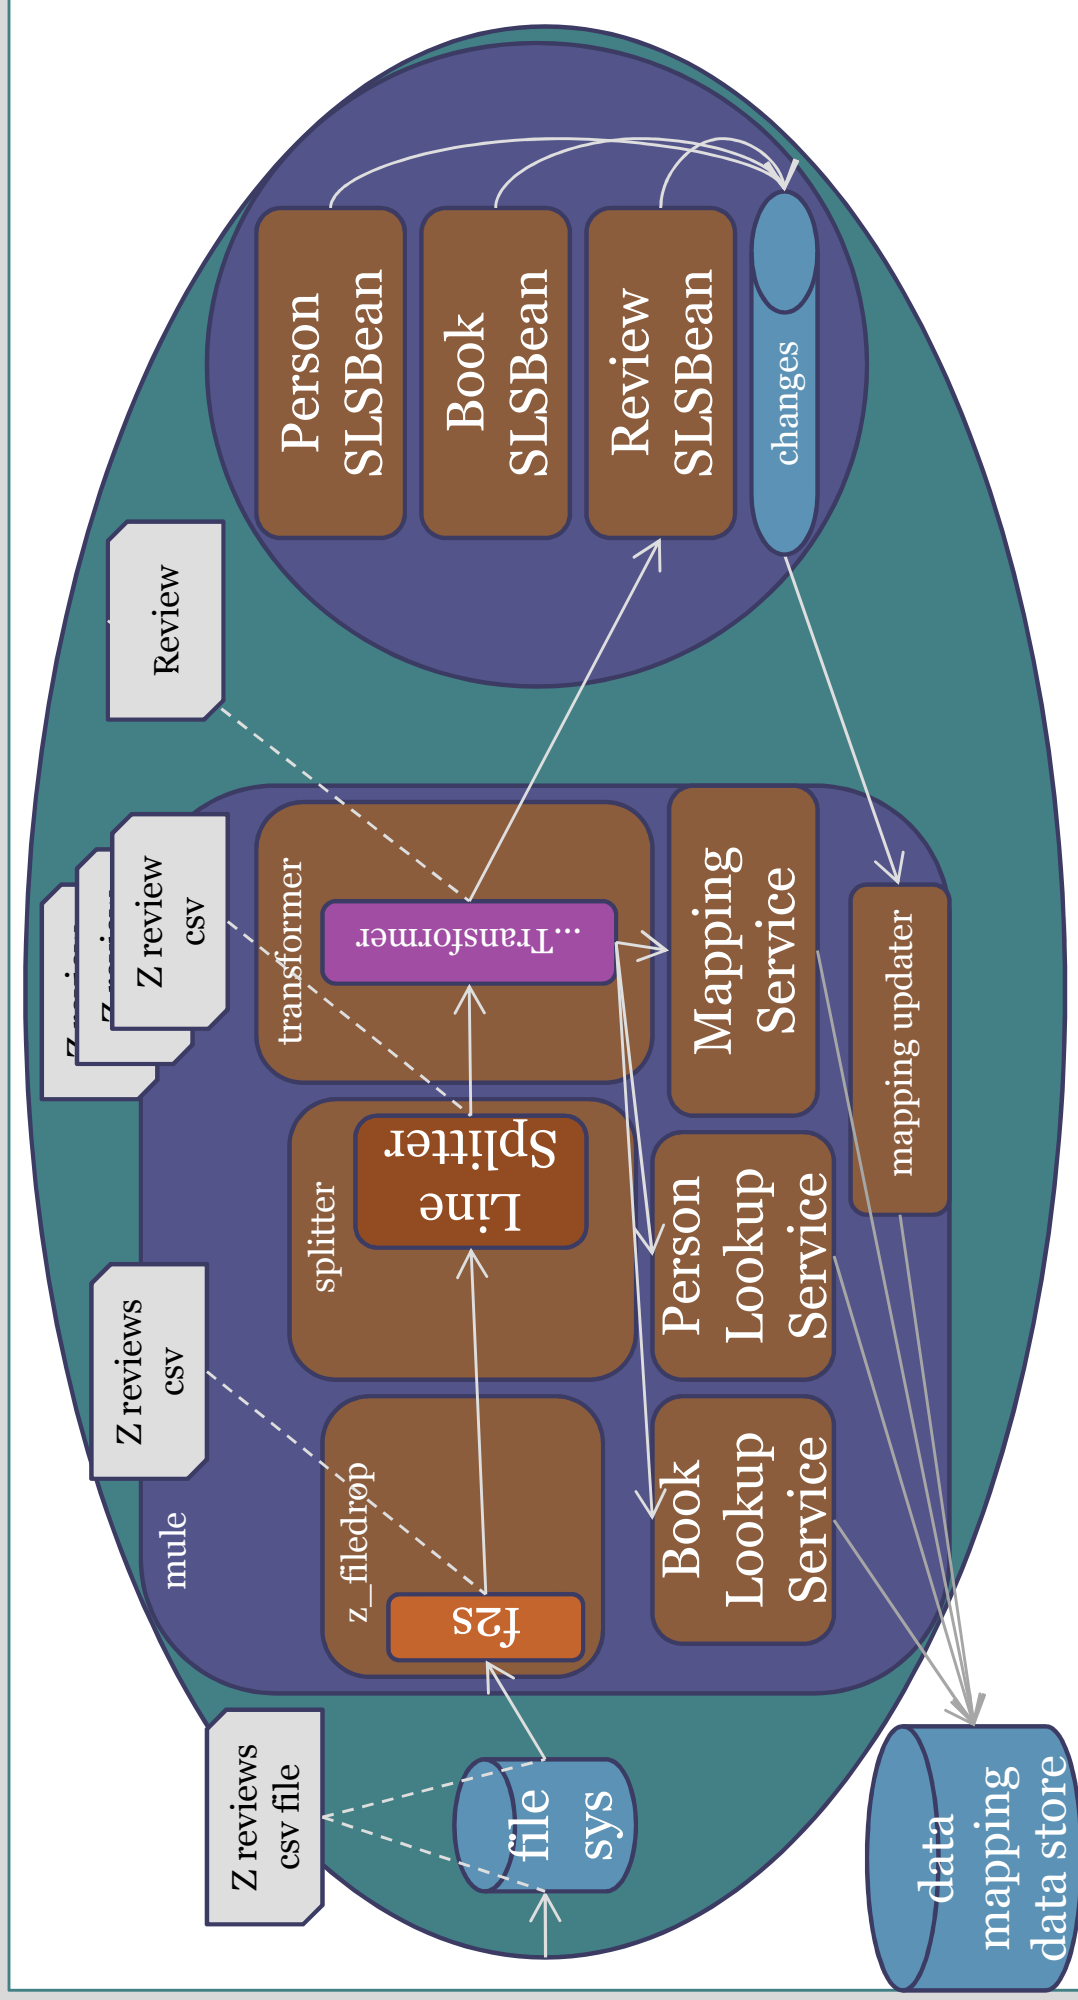 Z reviews
csv file
file
sys
mule
Z reviews
csv
z_filedrop
f2s
splitter
Line
Splitter
Z review
csv
transformer
Transformer...
Review
Book
Lookup
Service
Person
Lookup
Service
Mapping
Service
mapping updater
data
mapping
data store
Person
SLSBean
Book
SLSBean
Review
SLSBean
changes